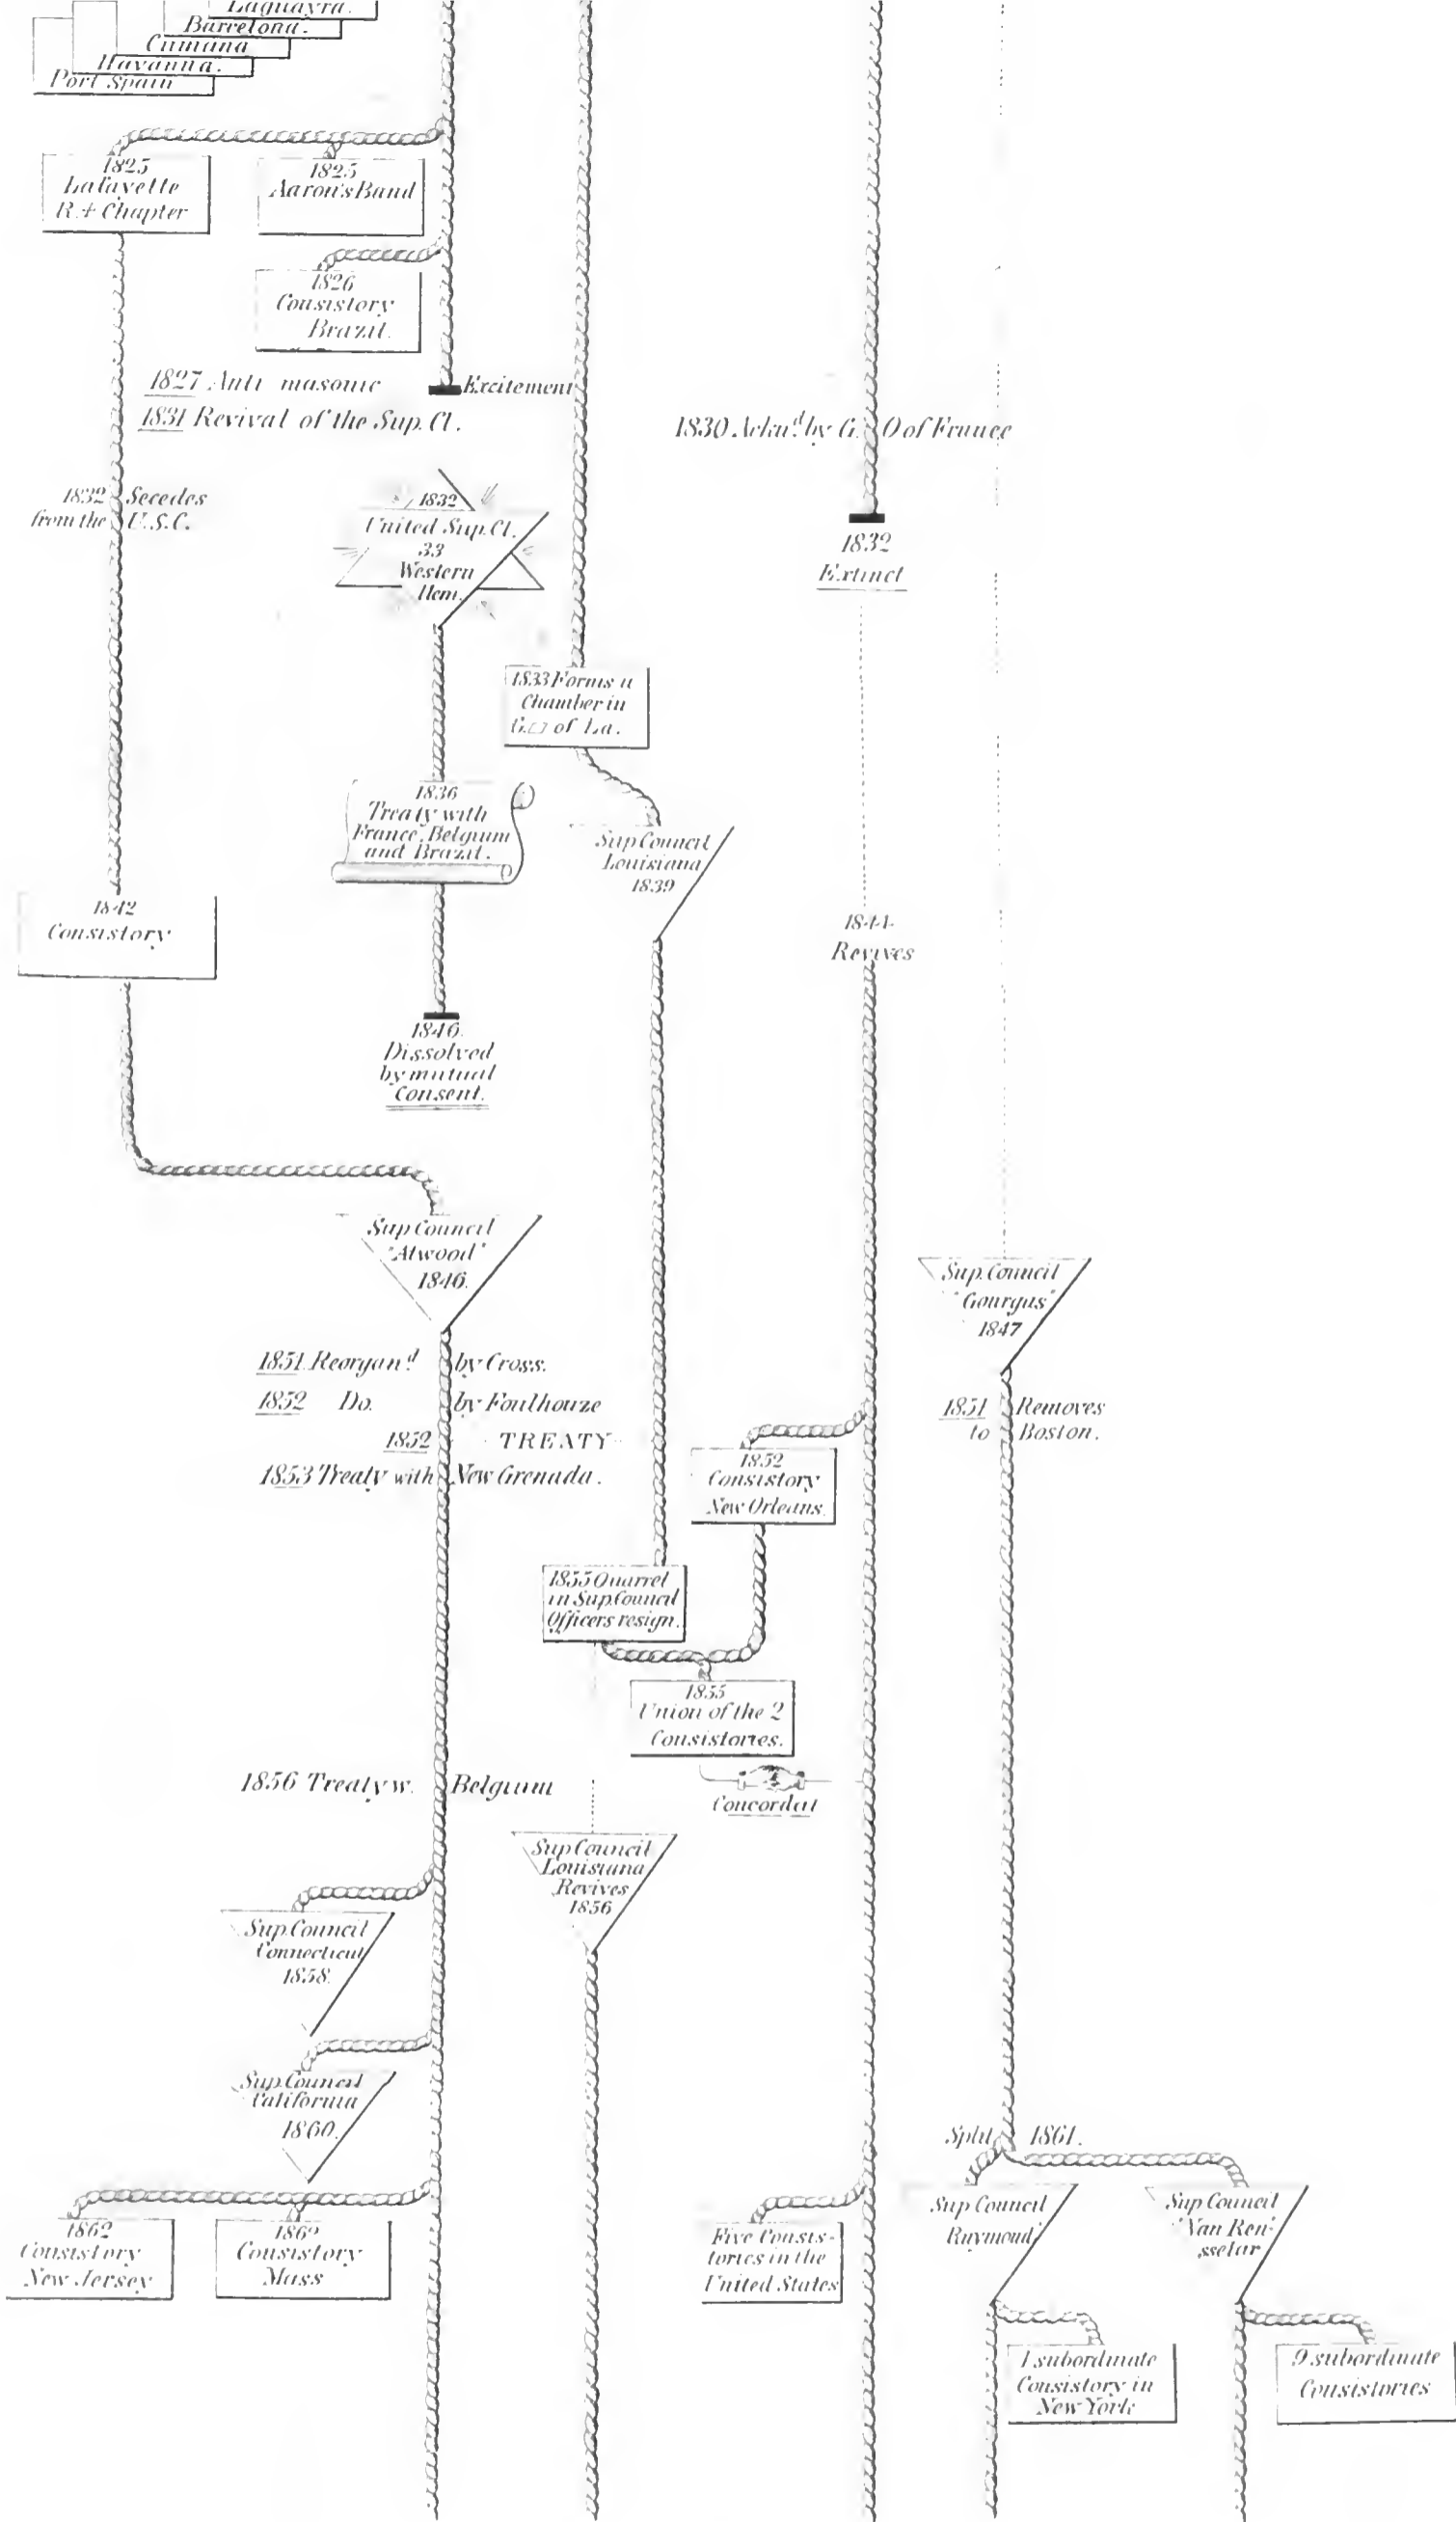 Laguayra.
Barcelona.
Cumana
Havanna.
Port Spain
1825
Lafayette
R.+ Chapter
1825
Aaron's Band
1826
Consistory
Brazil.
1827 Anti masonic Excitement
1831 Revival of the Sup. Cl.
1830 Ackn.d by G. O of France
1832 Secedes
from the U.S.C.
1832
United Sup. Cl.
33
Western
Hem.
1832
Extinct
1833 Forms a
Chamber in
G. of La.
1836
Treaty with
France, Belgium
and Brazil.
Sup Council
Louisiana
1839
1842
Consistory
1844
Revives
1846.
Dissolved
by mutual
Consent.
Sup Council
"Atwood"
1846.
Sup. Council
"Gourgas"
1847
1851 Reorgan.d by Cross.
1852 Do. by Foulhouze
1852 TREATY
1853 Treaty with New Grenada.
1851 Removes
to Boston.
1852
Consistory
New Orleans.
1855 Quarrel
in Sup. Council
Officers resign.
1855
Union of the 2
Consistories.
Concordat
1856 Treaty w. Belgium
Sup Council
Louisiana
Revives
1856
Sup. Council
Connecticut
1858.
Sup. Council
California
1860.
Split 1861.
1862
Consistory
New Jersey
1862
Consistory
Mass
Five Consis-
tories in the
United States
Sup Council
Raymond"
Sup Council
"Van Ren-
sselar
1 subordinate
Consistory in
New York
9 subordinate
Consistories